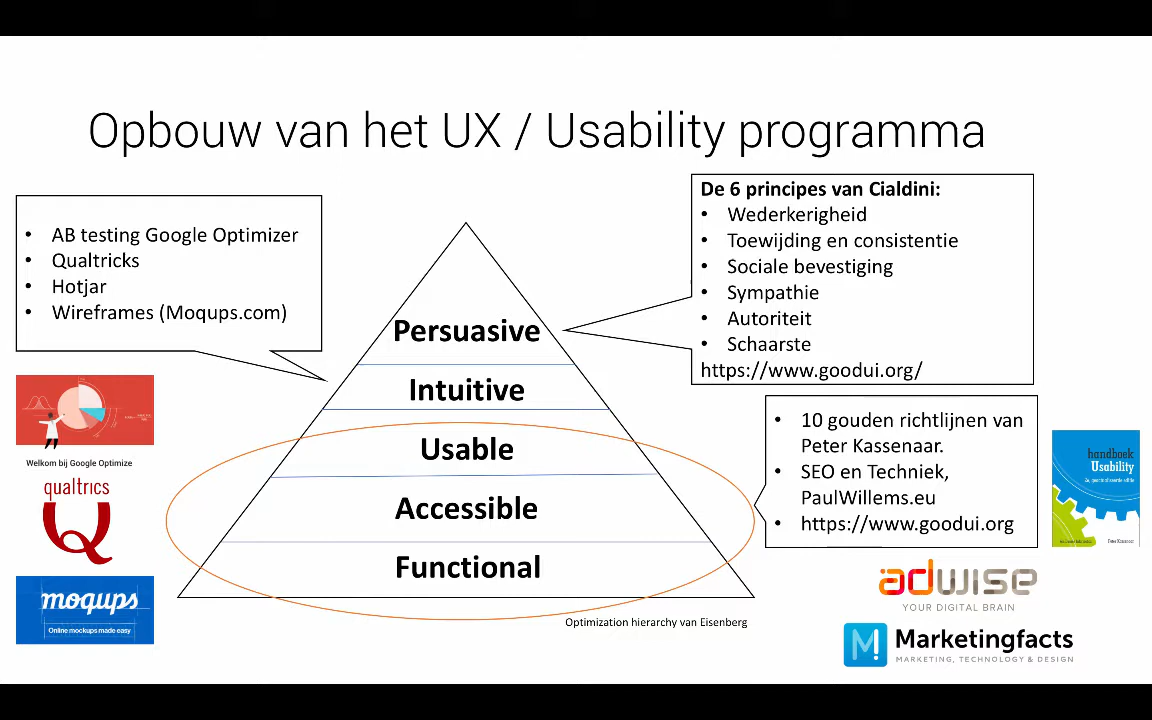 Opbouw van het UX / Usability programma
• AB testing Google Optimizer
• Qualtricks
• Hotjar
• Wireframes (Moqups.com)
De 6 principes van Cialdini:
• Wederkerigheid
• Toewijding en consistentie
• Sociale bevestiging
• Sympathie
• Autoriteit
• Schaarste
https://www.goodui.org/
Persuasive
Intuitive
Usable
Accessible
Functional
Optimization hierarchy van Eisenberg
• 10 gouden richtlijnen van
Peter Kassenaar.
• SEO en Techniek,
PaulWillems.eu
• https://www.goodui.org
Welkom bij Google Optimize
qualtrics
Q
moqups
Online mockups made easy
handboek
Usability
Peter Kassenaar
adwise
YOUR DIGITAL BRAIN
M!
Marketingfacts
MARKETING, TECHNOLOGY & DESIGN